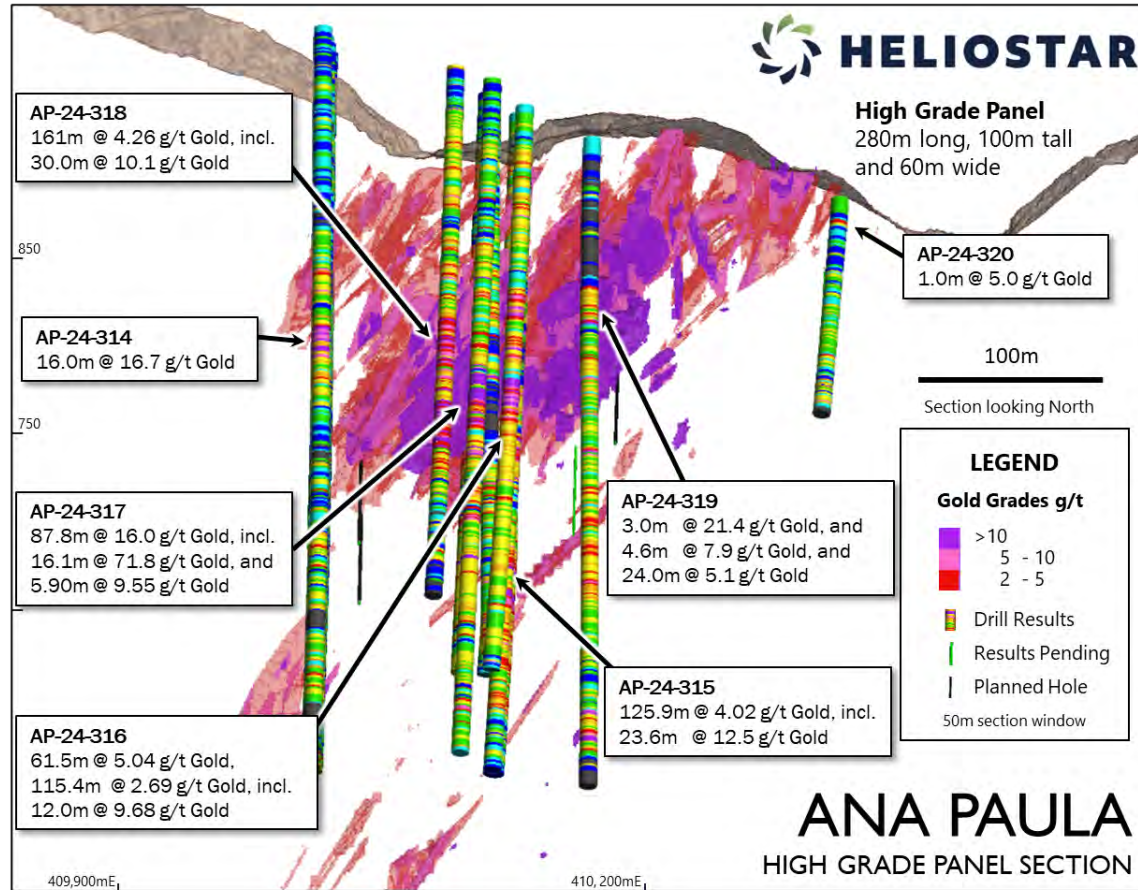 HELIOSTAR
High Grade Panel
280m long, 100m tall
and 60m wide
AP-24-318
161m @ 4.26 g/t Gold, incl.
30.0m @ 10.1 g/t Gold
850
AP-24-320
1.0m @ 5.0 g/t Gold
AP-24-314
16.0m @ 16.7 g/t Gold
100m
Section looking North
750
AP-24-317
87.8m @ 16.0 g/t Gold, incl.
16.1m @ 71.8 g/t Gold, and
5.90m @ 9.55 g/t Gold
AP-24-319
3.0m @ 21.4 g/t Gold, and
4.6m @ 7.9 g/t Gold, and
24.0m @ 5.1 g/t Gold
LEGEND
Gold Grades g/t
>10
5 - 10
2 - 5
Drill Results
Results Pending
Planned Hole
50m section window
AP-24-315
125.9m @ 4.02 g/t Gold, incl.
23.6m @ 12.5 g/t Gold
AP-24-316
61.5m @ 5.04 g/t Gold,
115.4m @ 2.69 g/t Gold, incl.
12.0m @ 9.68 g/t Gold
ANA PAULA
HIGH GRADE PANEL SECTION
409,900mE
410,200mE